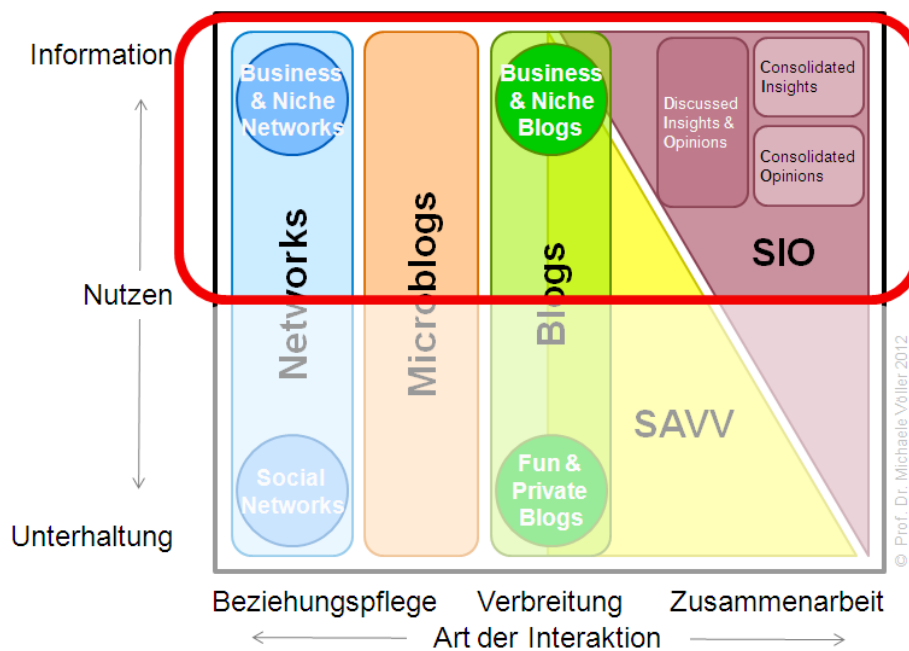 Information
Nutzen
Unterhaltung
Business
& Niche
Networks
Networks
Social
Networks
Microblogs
Business
& Niche
Blogs
Blogs
Fun &
Private
Blogs
Discussed
Insights &
Opinions
Consolidated
Insights
Consolidated
Opinions
SIO
SAVV
© Prof. Dr. Michaele Völler 2012
Beziehungspflege Verbreitung Zusammenarbeit
Art der Interaktion